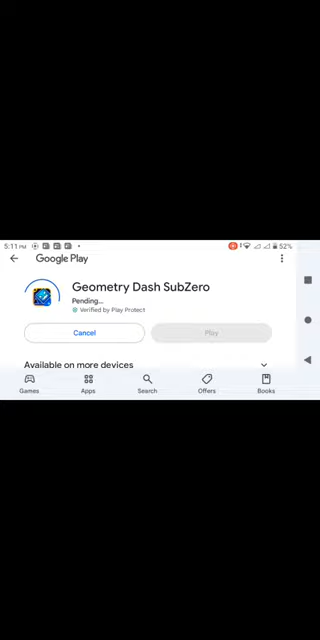 5:11 PM
52%
Google Play
Geometry Dash SubZero
Pending...
Verified by Play Protect
Cancel
Play
Available on more devices
Games
Apps
Search
Offers
Books